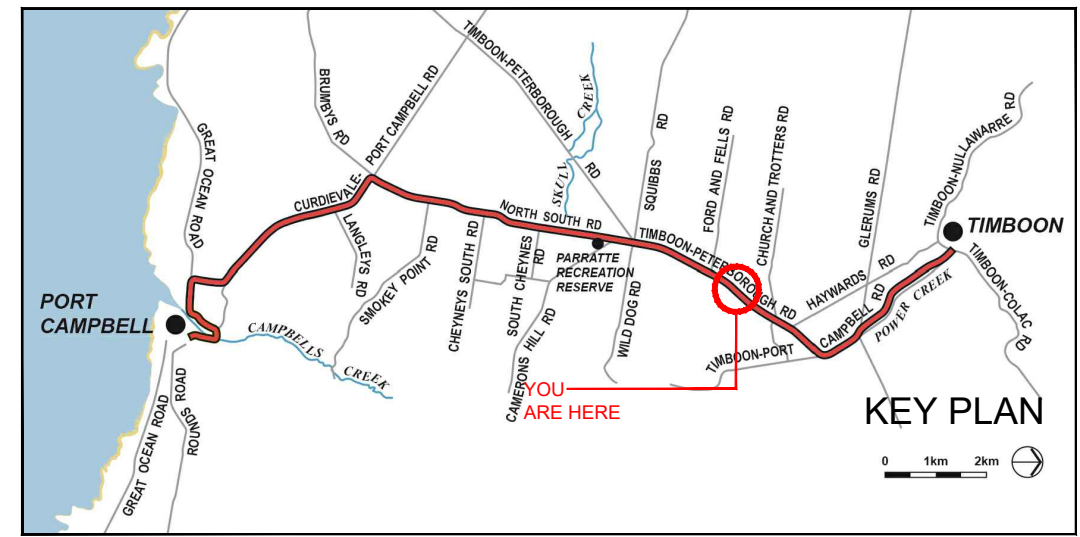 GREAT OCEAN ROAD
BRUMBYS RD
CURDIEVALE-
PORT CAMPBELL RD
TIMBOON-PETERBOROUGH
RD
SKULL
CREEK
SQUIBBS
RD
FORD AND FELLS RD
CHURCH AND TROTTERS RD
GLERUMS RD
TIMBOON-NULLAWARRE RD
TIMBOON
TIMBOON-COLAC
RD
HAYWARDS RD
CAMPBELL RD
POWER CREEK
TIMBOON-PORT
NORTH SOUTH RD
TIMBOON-PETERBOROUGH RD
PARRATTE
RECREATION
RESERVE
LANGLEYS RD
SMOKEY POINT RD
CHEYNEYS SOUTH RD
SOUTH CHEYNES
RD
CAMERONS HILL RD
WILD DOG RD
PORT
CAMPBELL
CAMPBELLS
CREEK
GREAT OCEAN ROAD
ROUNDS ROAD
YOU
ARE HERE
KEY PLAN
0 1km 2km